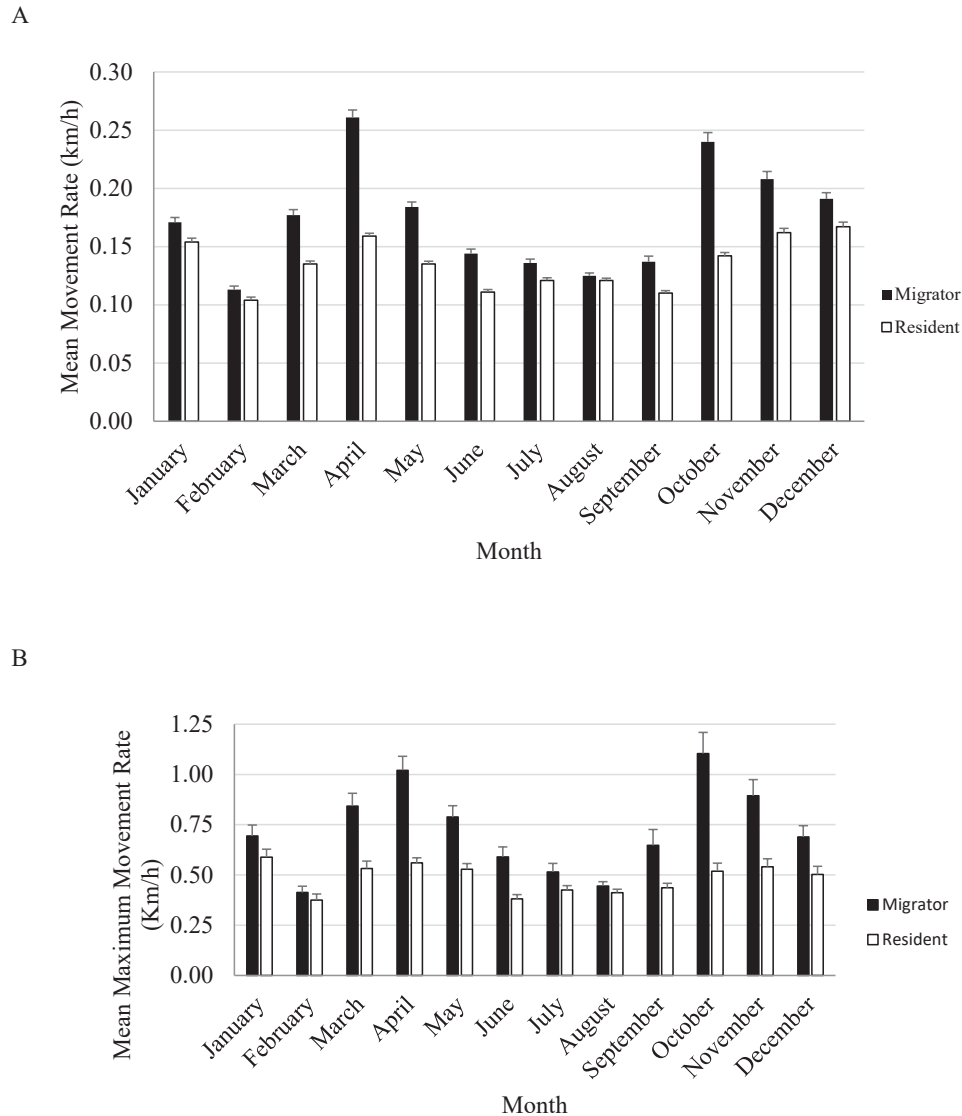 A
0.30
0.25
0.20
0.15
0.10
0.05
0.00
Mean Movement Rate (km/h)
Migrator
Resident
January
February
March
April
May
June
July
August
September
October
November
December
Month
B
1.25
1.00
0.75
0.50
0.25
0.00
Mean Maximum Movement Rate
(Km/h)
Migrator
Resident
January
February
March
April
May
June
July
August
September
October
November
December
Month